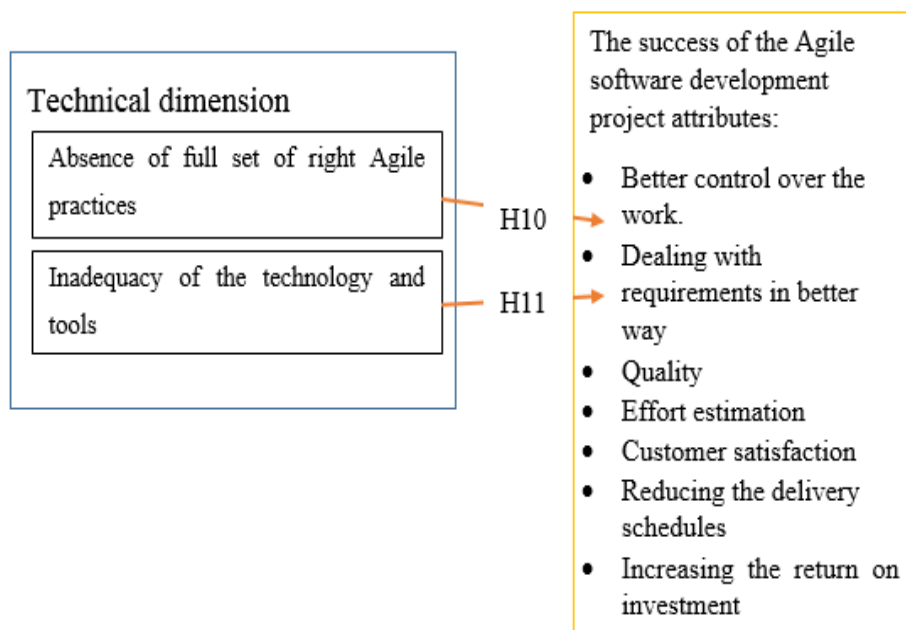 Technical dimension
Absence of full set of right Agile
practices
Inadequacy of the technology and
tools
H10
H11
The success of the Agile
software development
project attributes:
• Better control over the
work.
• Dealing with
requirements in better
way
• Quality
• Effort estimation
• Customer satisfaction
• Reducing the delivery
schedules
• Increasing the return on
investment